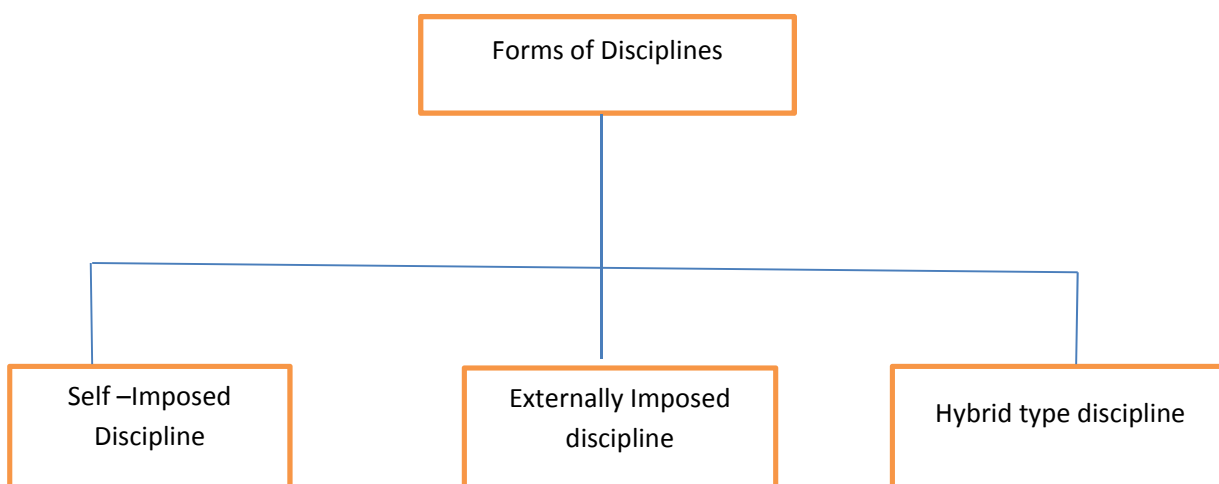 Forms of Disciplines
Self –Imposed
Discipline
Externally Imposed
discipline
Hybrid type discipline